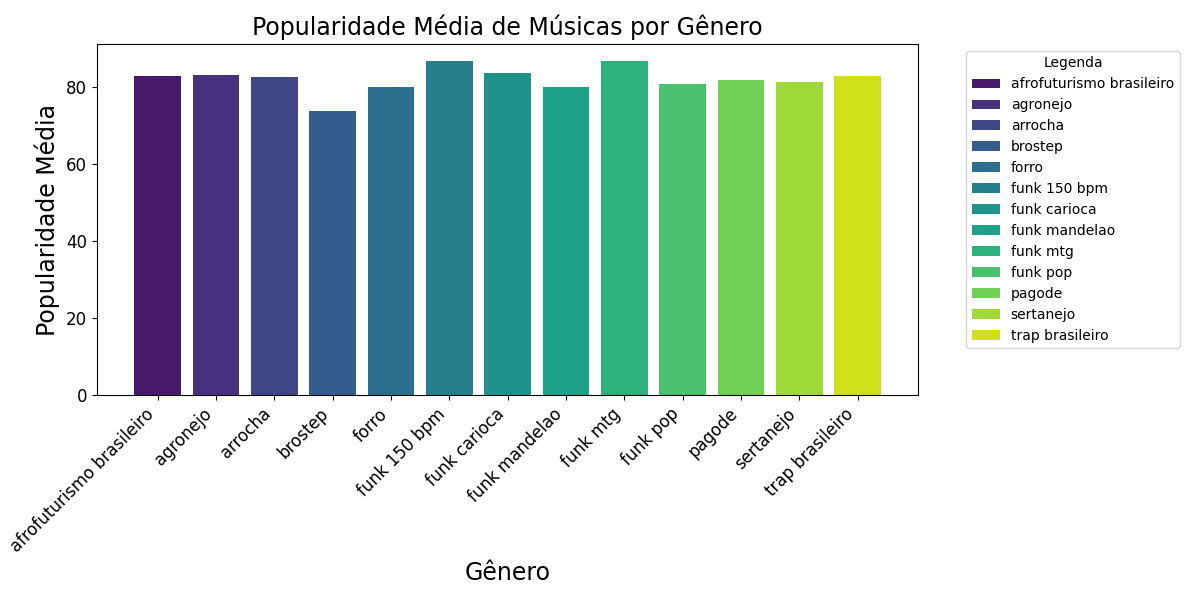 Popularidade Média de Músicas por Gênero
Popularidade Média
80
60
40
20
0
afrofuturismo brasileiro
agronejo
arrocha
brostep
forro
funk 150 bpm
funk carioca
funk mandelao
funk mtg
funk pop
pagode
sertanejo
trap brasileiro
Gênero
Legenda
afrofuturismo brasileiro
agronejo
arrocha
brostep
forro
funk 150 bpm
funk carioca
funk mandelao
funk mtg
funk pop
pagode
sertanejo
trap brasileiro